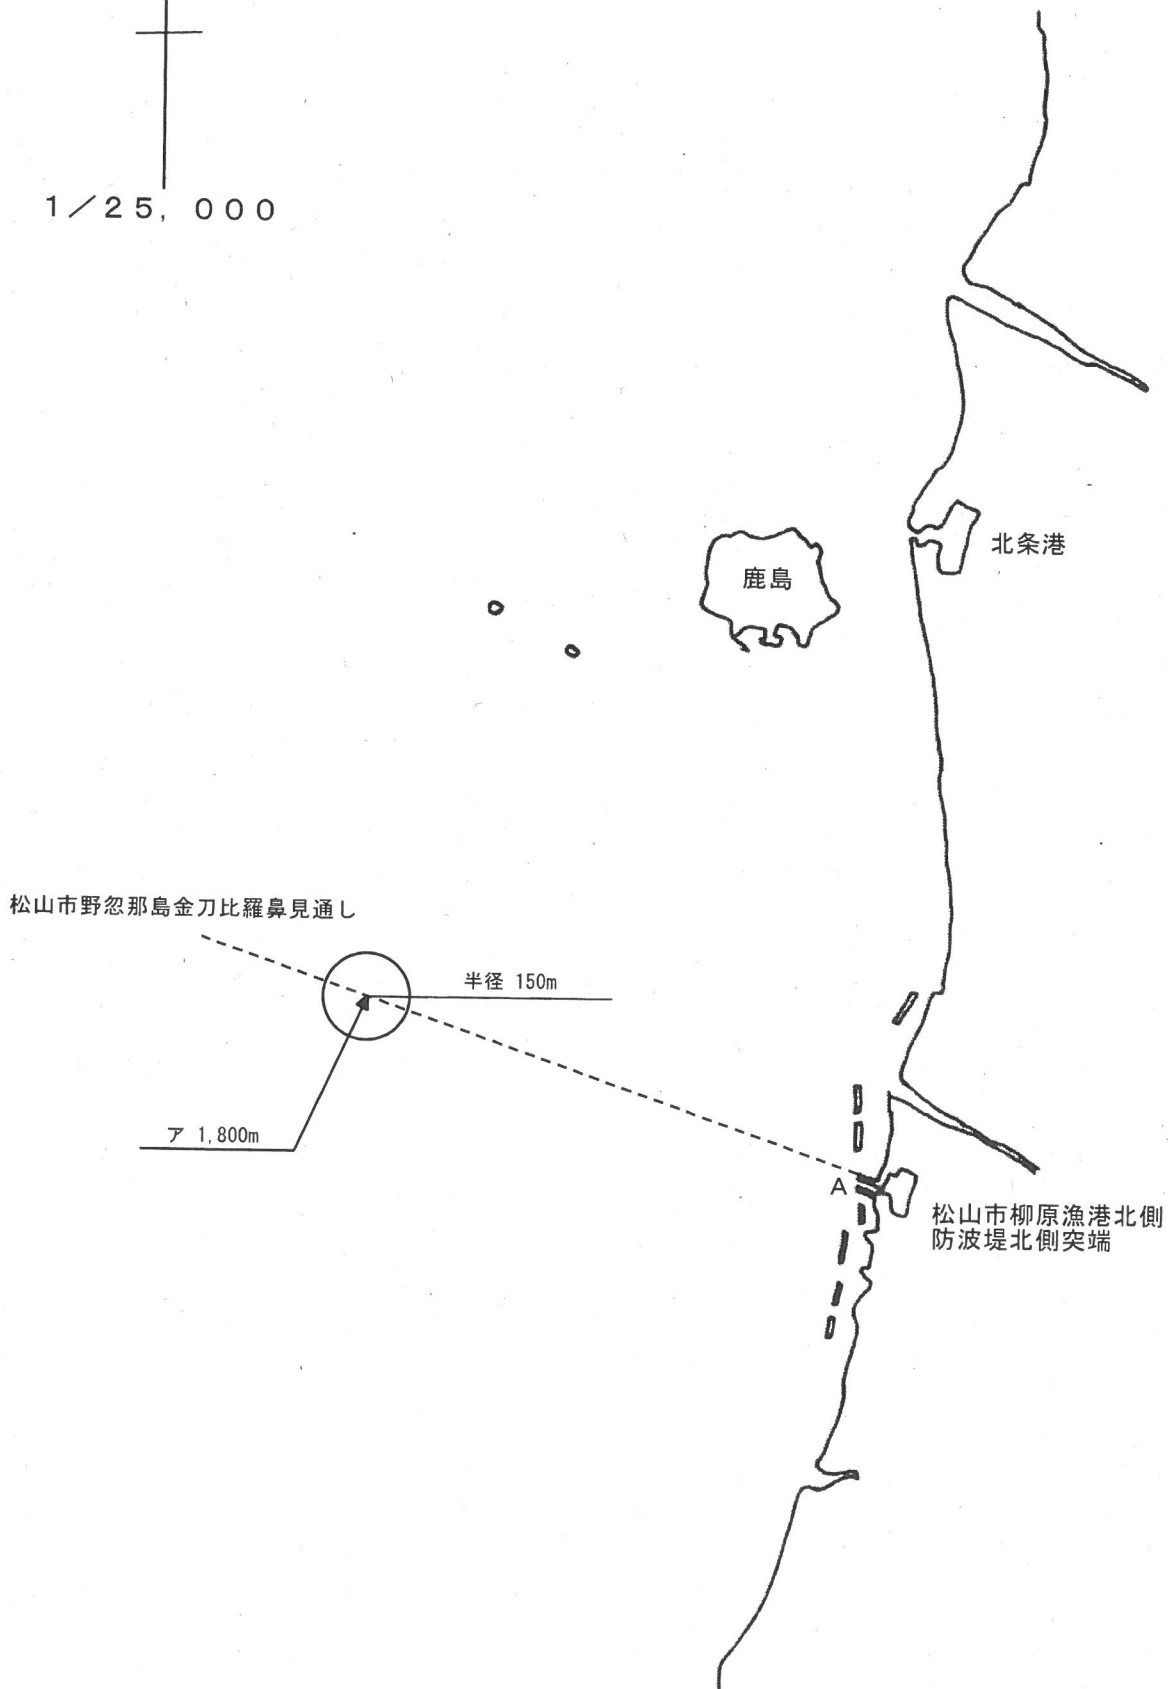 1/25,000
北条港
鹿島
松山市野忽那島金刀比羅鼻見通し
半径 150m
ア 1,800m
A
松山市柳原漁港北側
防波堤北側突端